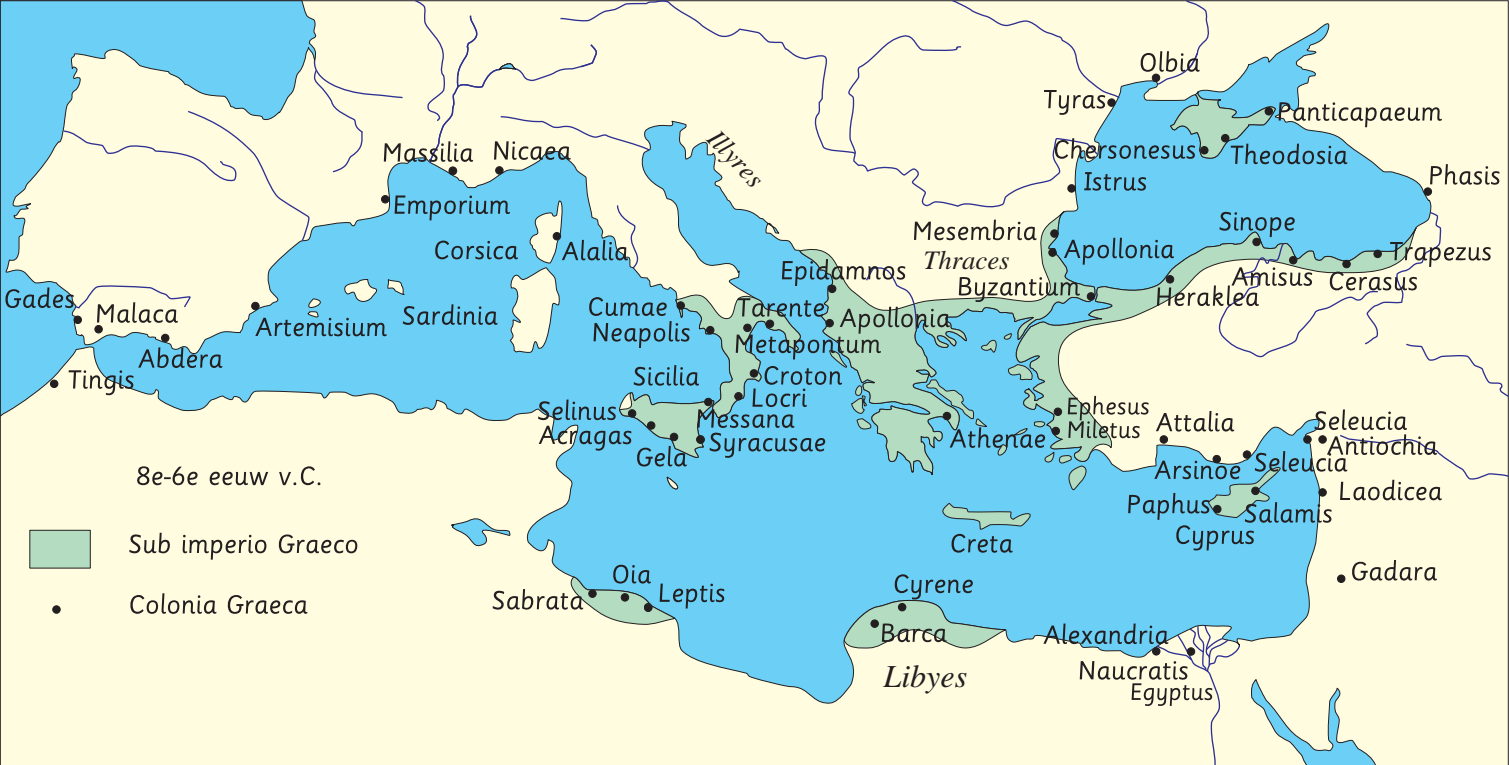 Olbia
Tyras
Panticapaeum
Chersonesus
Theodosia
Illyres
Massilia
Nicaea
Istrus
Phasis
Emporium
Sinope
Mesembria
Corsica
Alalia
Apollonia
Thraces
Trapezus
Epidamnos
Amisus
Cerasus
Byzantium
Heraklea
Gades
Malaca
Artemisium
Sardinia
Cumae
Neapolis
Tarente
Apollonia
Metapontum
Abdera
Tingis
Sicilia
Croton
Locri
Selinus
Messana
Acragas
Syracusae
Gela
Ephesus
Miletus
Athenae
Attalia
Seleucia
Antiochia
Arsinoe
Seleucia
Laodicea
Paphus
Salamis
Cyprus
8e-6e eeuw v.C.
Sub imperio Graeco
Colonia Graeca
Creta
Gadara
Oia
Sabrata
Leptis
Cyrene
Barca
Libyes
Alexandria
Naucratis
Egyptus